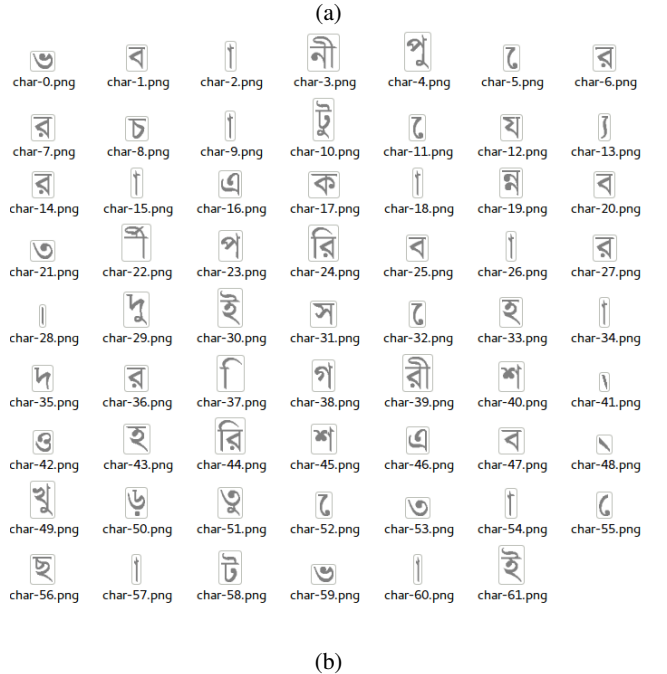 (a)
ভ ব া নী পু ে র
char-0.png char-1.png char-2.png char-3.png char-4.png char-5.png char-6.png
র চ া টু ে য
char-7.png char-8.png char-9.png char-10.png char-11.png char-12.png char-13.png
র া এ ক া ন্ন ব
char-14.png char-15.png char-16.png char-17.png char-18.png char-19.png char-20.png
ত র্ী প রি ব া র
char-21.png char-22.png char-23.png char-24.png char-25.png char-26.png char-27.png
। দু ই স ে হ া
char-28.png char-29.png char-30.png char-31.png char-32.png char-33.png char-34.png
দ র ি গ রী শ
char-35.png char-36.png char-37.png char-38.png char-39.png char-40.png char-41.png
ও হ রি শ এ ব
char-42.png char-43.png char-44.png char-45.png char-46.png char-47.png char-48.png
খু ড় তু ে ত া ে
char-49.png char-50.png char-51.png char-52.png char-53.png char-54.png char-55.png
ছ া ট ভ া ই
char-56.png char-57.png char-58.png char-59.png char-60.png char-61.png
(b)